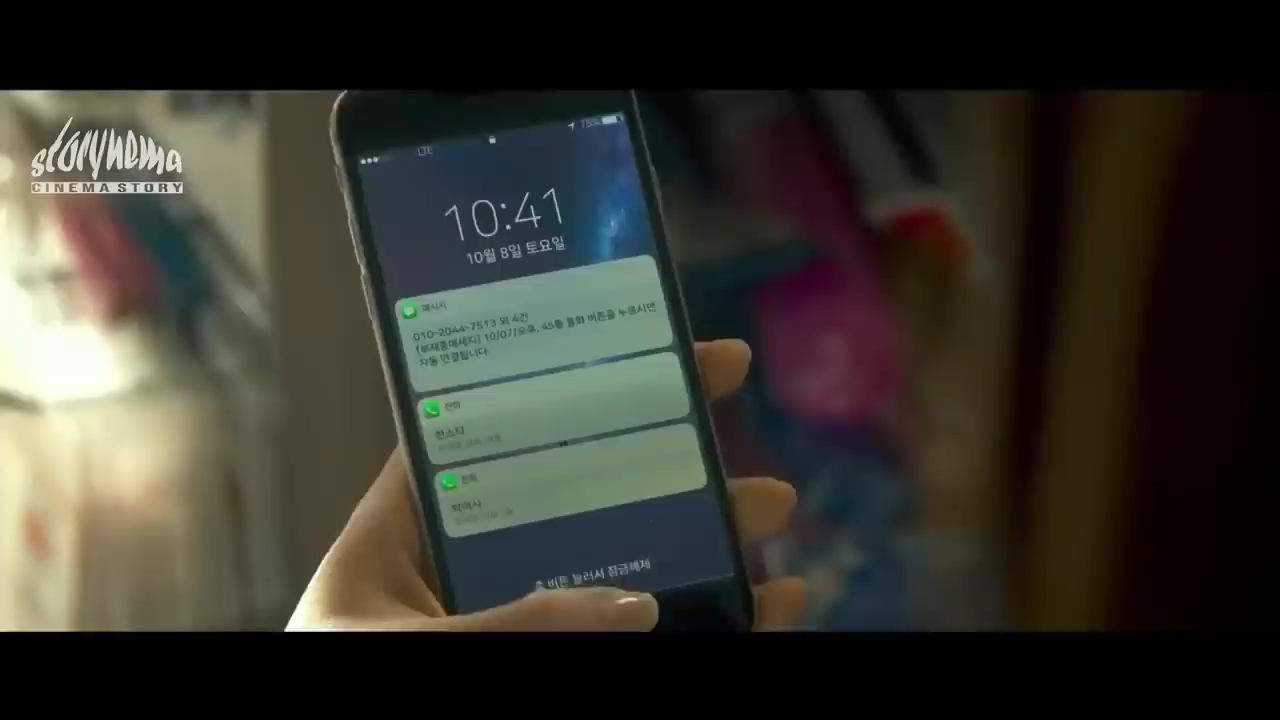 storynema
CINEMA STORY
LTE
10:41
10월 8일 토요일
메시지
010-2044-7513 외 4건
[부재중메세지] 10/07/오후, 45통 통화 버튼을 누르시면
자동 연결됩니다.
전화
전화
홈 버튼 눌러서 잠금해제